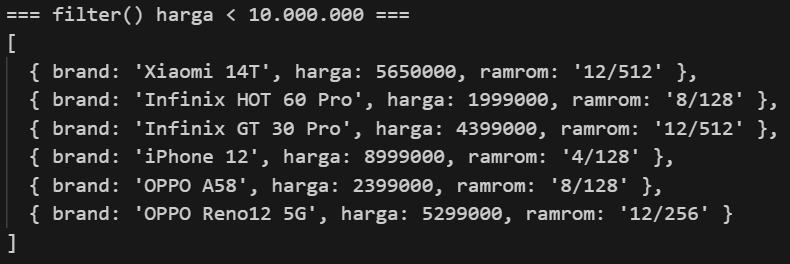 === filter() harga < 10.000.000 ===
[
  { brand: 'Xiaomi 14T', harga: 5650000, ramrom: '12/512' },
  { brand: 'Infinix HOT 60 Pro', harga: 1999000, ramrom: '8/128' },
  { brand: 'Infinix GT 30 Pro', harga: 4399000, ramrom: '12/512' },
  { brand: 'iPhone 12', harga: 8999000, ramrom: '4/128' },
  { brand: 'OPPO A58', harga: 2399000, ramrom: '8/128' },
  { brand: 'OPPO Reno12 5G', harga: 5299000, ramrom: '12/256' }
]